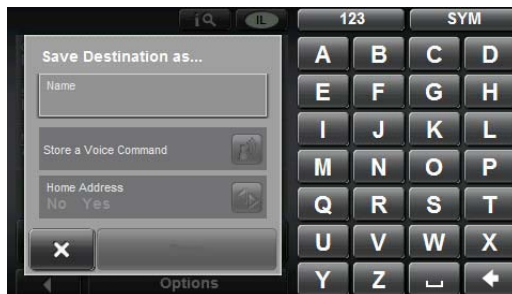 IL
123 SYM
Save Destination as...
A B C D
Name
E F G H
I J K L
Store a Voice Command
M N O P
Home Address
No Yes
Q R S T
U V W X
Options
Y Z